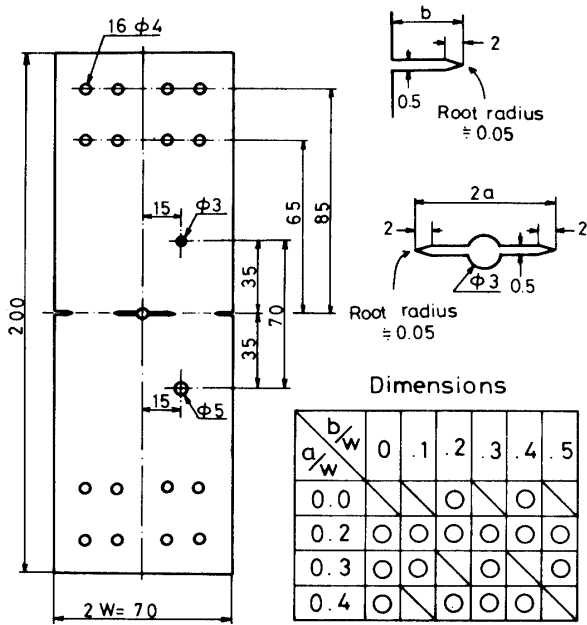 16 φ4
b
2
0.5
Root radius
≒ 0.05
15
φ3
65
85
35
70
35
200
15
φ5
2a
2
2
φ3
0.5
Root radius
≒ 0.05
2 W= 70
Dimensions
b/w 0 .1 .2 .3 .4 .5
a/w
0.0 ○ ○
0.2 ○ ○ ○ ○ ○ ○
0.3 ○ ○ ○ ○
0.4 ○ ○ ○ ○